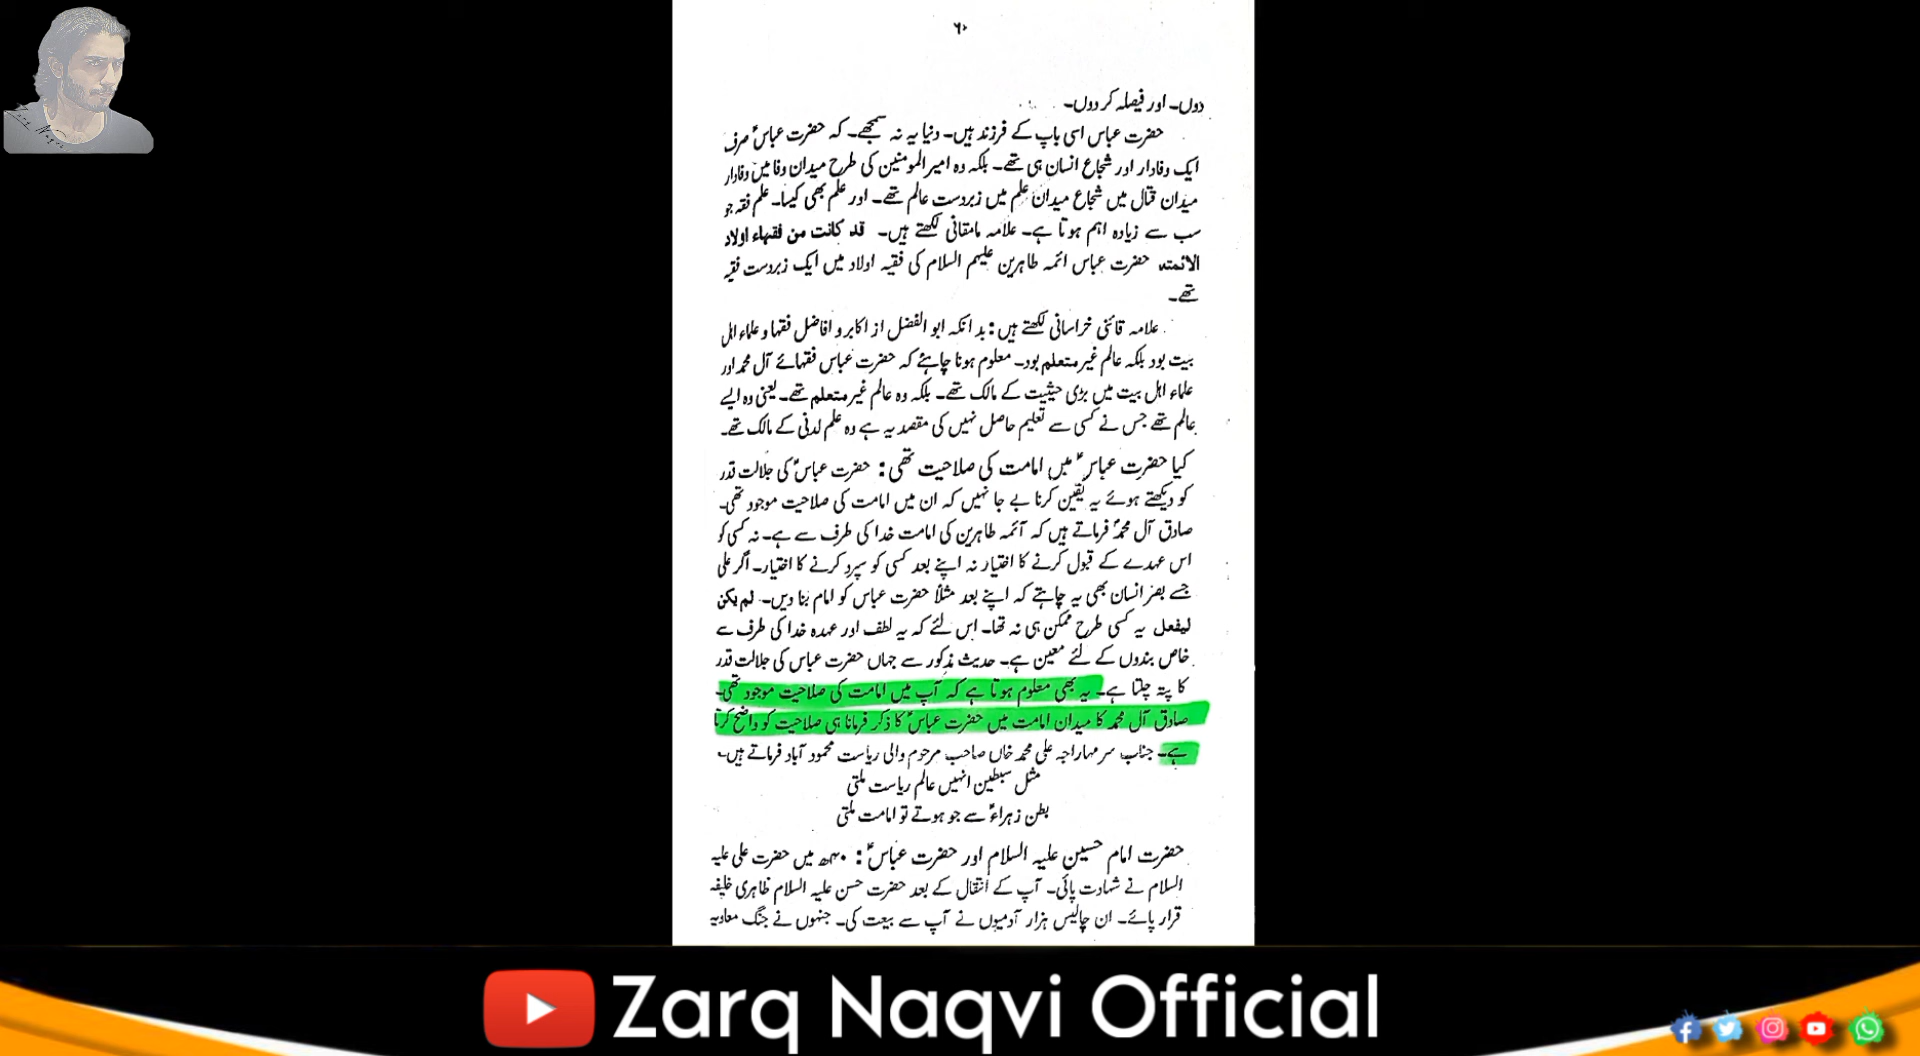 ۶۰
دوں۔ اور فیصلہ کر دوں۔
حضرت عباس اسی باپ کے فرزند ہیں۔ دنیا یہ نہ سمجھے۔ کہ حضرت عباسؑ صرف
ایک وفادار اور شجاع انسان ہی تھے۔ بلکہ وہ امیر المومنین کی طرح میدان وفا میں وفادار
میدان قتال میں شجاع میدان علم میں زبردست عالم تھے۔ اور علم بھی کیسا۔ علم فقہ جو
سب سے زیادہ اہم ہوتا ہے۔ علامہ مامقانی لکھتے ہیں۔ قد کانت من فقہاء اولاد
الائمتہ حضرت عباس ائمہ طاہرین علیہم السلام کی فقیہ اولاد میں ایک زبردست فقیہ
تھے۔
علامہ قائنی خراسانی لکھتے ہیں: بدانکہ ابو الفضل از اکابر و افاضل فقہا و علماء اہل
بیت بود بلکہ عالم غیر متعلم بود۔ معلوم ہونا چاہئے کہ حضرت عباس فقہائے آل محمد اور
علماء اہل بیت میں بڑی حیثیت کے مالک تھے۔ بلکہ وہ عالم غیر متعلم تھے۔ یعنی وہ ایسے
عالم تھے جس نے کسی سے تعلیم حاصل نہیں کی مقصد یہ ہے وہ علم لدنی کے مالک تھے۔
کیا حضرت عباسؑ میں امامت کی صلاحیت تھی: حضرت عباسؑ کی جلالت قدر
کو دیکھتے ہوئے یہ یقین کرنا بے جا نہیں کہ ان میں امامت کی صلاحیت موجود تھی۔
صادق آل محمدؐ فرماتے ہیں کہ آئمہ طاہرین کی امامت خدا کی طرف سے ہے۔ نہ کسی کو
اس عہدے کے قبول کرنے کا اختیار نہ اپنے بعد کسی کو سپرد کرنے کا اختیار۔ اگر علی
جسے بصر انسان بھی یہ چاہتے کہ اپنے بعد مثلاً حضرت عباس کو امام بنا دیں۔ لم یکن
لیفعل یہ کسی طرح ممکن ہی نہ تھا۔ اس لئے کہ یہ لطف اور عہدہ خدا کی طرف سے
خاص بندوں کے لئے معین ہے۔ حدیث مذکور سے جہاں حضرت عباس کی جلالت قدر
کا پتہ چلتا ہے۔ یہ بھی معلوم ہوتا ہے کہ آپ میں امامت کی صلاحیت موجود تھی۔
صادق آل محمد کا میدان امامت میں حضرت عباسؑ کا ذکر فرمانا ہی صلاحیت کو واضح کرتا
ہے۔ جناب سر مہاراجہ علی محمد خاں صاحب مرحوم والی ریاست محمود آباد فرماتے ہیں۔
مثل سبطین انہیں عالم ریاست ملتی
بطن زہراءؑ سے جو ہوتے تو امامت ملتی
حضرت امام حسین علیہ السلام اور حضرت عباسؑ: ۴۰ھ میں حضرت علی علیہ
السلام نے شہادت پائی۔ آپ کے انتقال کے بعد حضرت حسن علیہ السلام ظاہری خلیفہ
قرار پائے۔ ان چالیس ہزار آدمیوں نے آپ سے بیعت کی۔ جنہوں نے جنگ معاویہ
Zarq Naqvi Official